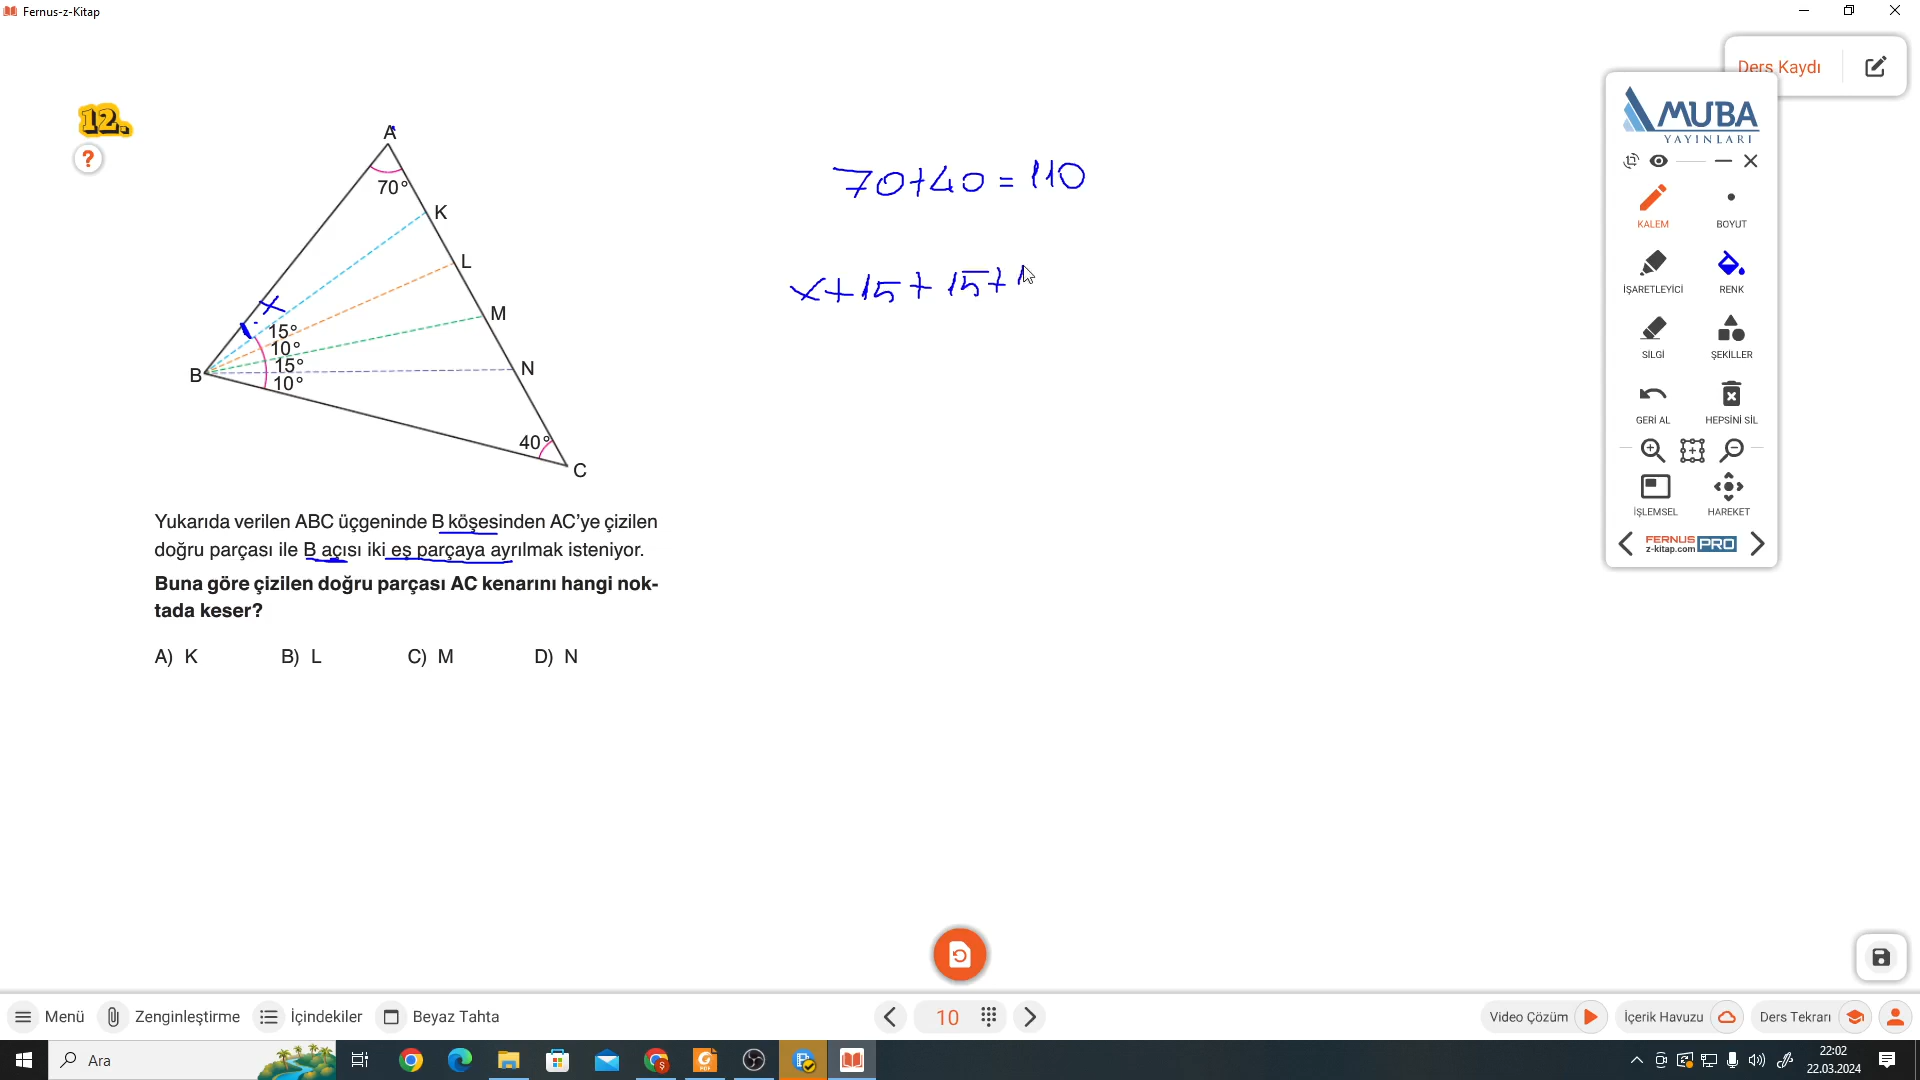 Fernus-z-Kitap
Ders Kaydı
12.
?
A
70°
K
L
M
N
B
x
15°
10°
15°
10°
40°
C
70+40=110
x+15+15+1
Yukarıda verilen ABC üçgeninde B köşesinden AC’ye çizilen
doğru parçası ile B açısı iki eş parçaya ayrılmak isteniyor.
Buna göre çizilen doğru parçası AC kenarını hangi nok-
tada keser?
A) K B) L C) M D) N
MUBA
YAYINLARI
KALEM BOYUT
İŞARETLEYİCİ RENK
SİLGİ ŞEKİLLER
GERİ AL HEPSİNİ SİL
İŞLEMSEL HAREKET
FERNUS PRO
z-kitap.com
Menü Zenginleştirme İçindekiler Beyaz Tahta 10 Video Çözüm İçerik Havuzu Ders Tekrarı
Ara
22:02
22.03.2024